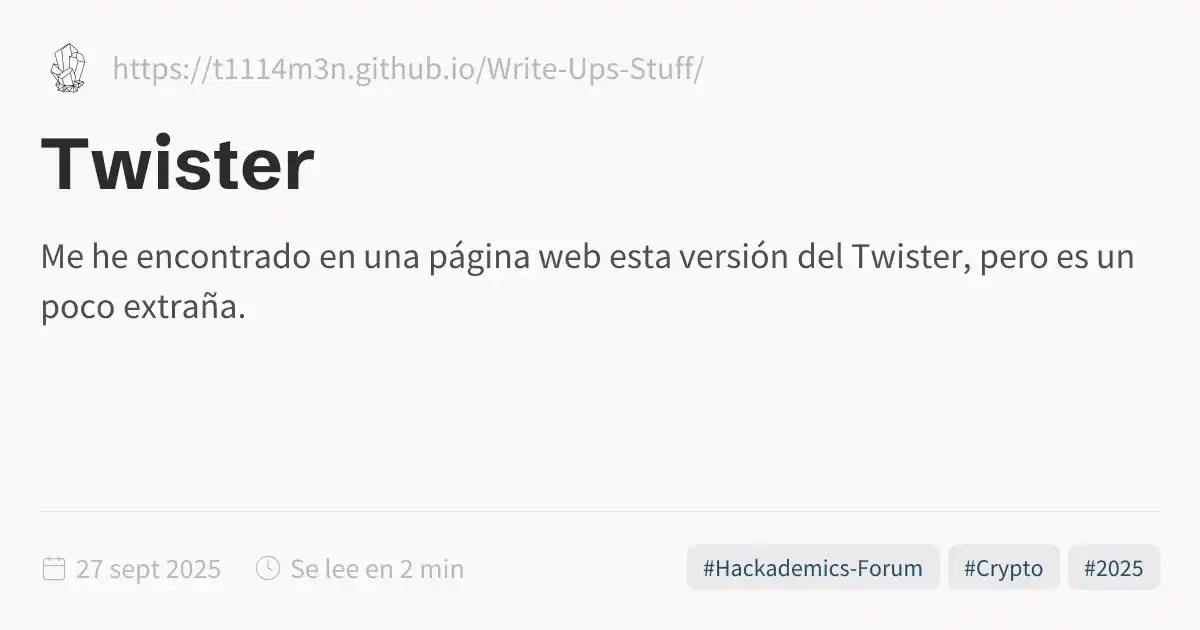 https://t1114m3n.github.io/Write-Ups-Stuff/
Twister
Me he encontrado en una página web esta versión del Twister, pero es un
poco extraña.
27 sept 2025
Se lee en 2 min
#Hackademics-Forum
#Crypto
#2025